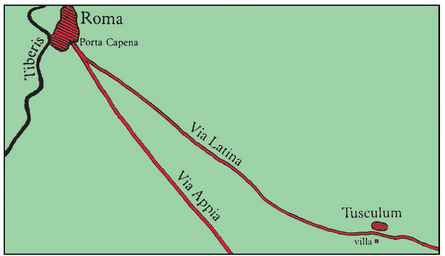 Roma
Porta Capena
Tiberis
Via Latina
Via Appia
Tusculum
villa